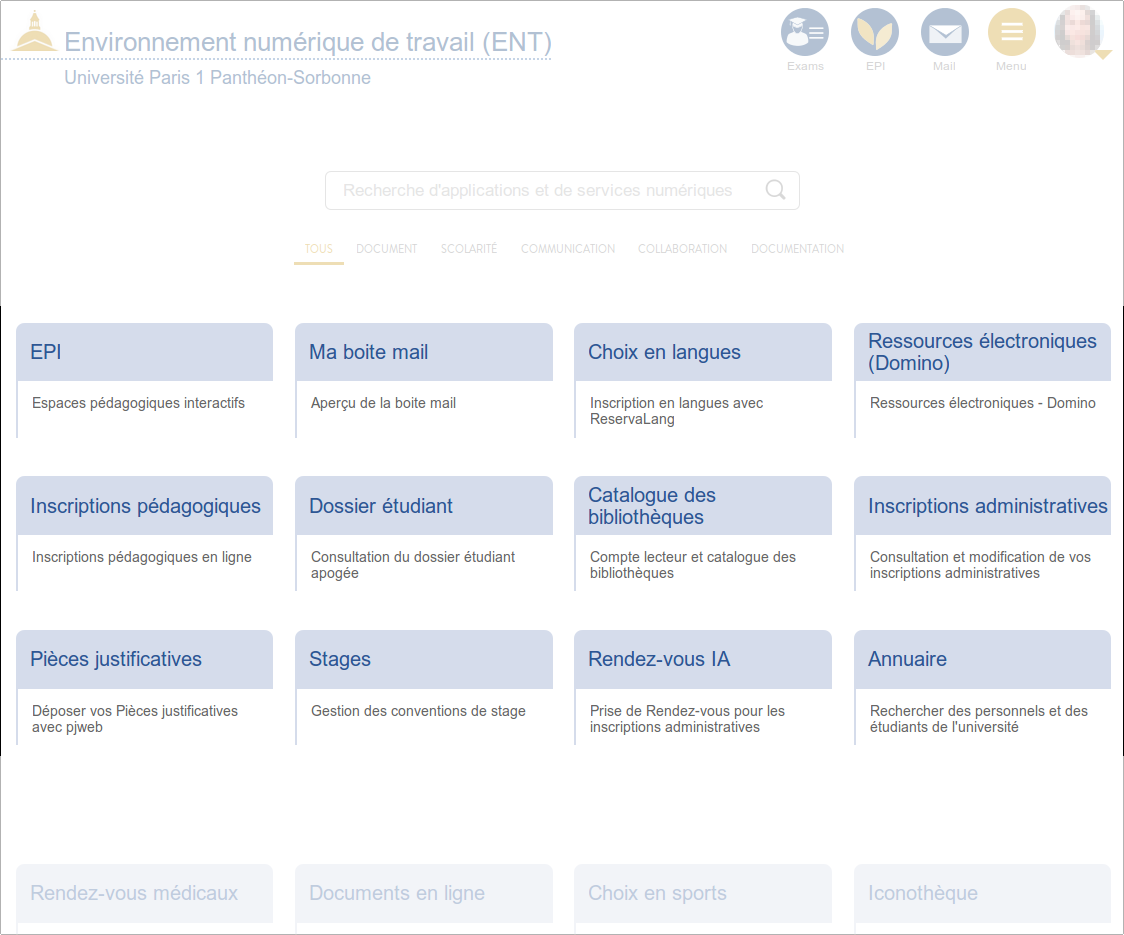 Environnement numérique de travail (ENT)
Université Paris 1 Panthéon-Sorbonne
Exams
EPI
Mail
Menu
Recherche d'applications et de services numériques
TOUS
DOCUMENT
SCOLARITÉ
COMMUNICATION
COLLABORATION
DOCUMENTATION
EPI
Espaces pédagogiques interactifs
Ma boite mail
Aperçu de la boite mail
Choix en langues
Inscription en langues avec
ReservaLang
Ressources électroniques
(Domino)
Ressources électroniques - Domino
Inscriptions pédagogiques
Inscriptions pédagogiques en ligne
Dossier étudiant
Consultation du dossier étudiant
apogée
Catalogue des
bibliothèques
Compte lecteur et catalogue des
bibliothèques
Inscriptions administratives
Consultation et modification de vos
inscriptions administratives
Pièces justificatives
Déposer vos Pièces justificatives
avec pjweb
Stages
Gestion des conventions de stage
Rendez-vous IA
Prise de Rendez-vous pour les
inscriptions administratives
Annuaire
Rechercher des personnels et des
étudiants de l'université
Rendez-vous médicaux
Documents en ligne
Choix en sports
Iconothèque